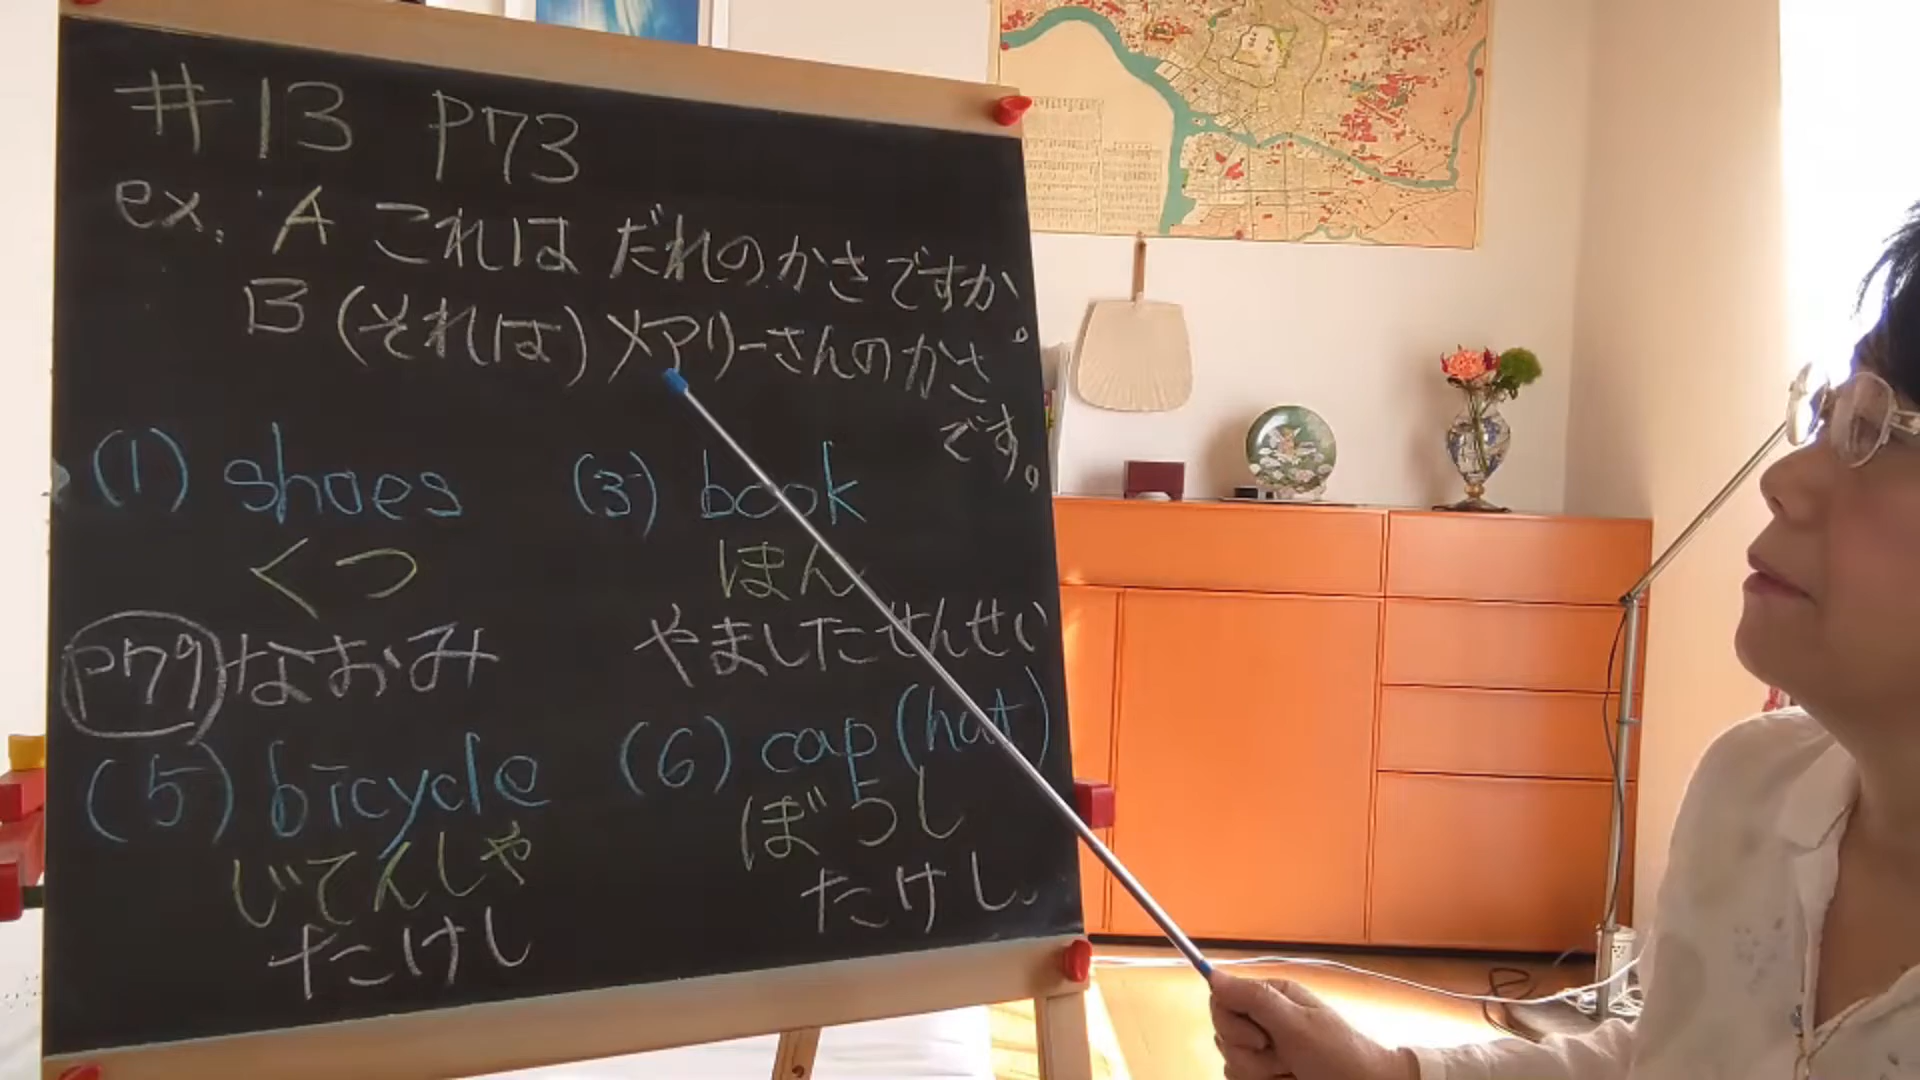 #13 P73
ex. A これは だれのかさですか。
B (それは) メアリーさんのかさ
です。
(1) shoes
くつ
P79 なおみ
(3) book
ほん
やましたせんせい
(5) bicycle
じてんしゃ
たけし
(6) cap (hat)
ぼうし
たけし